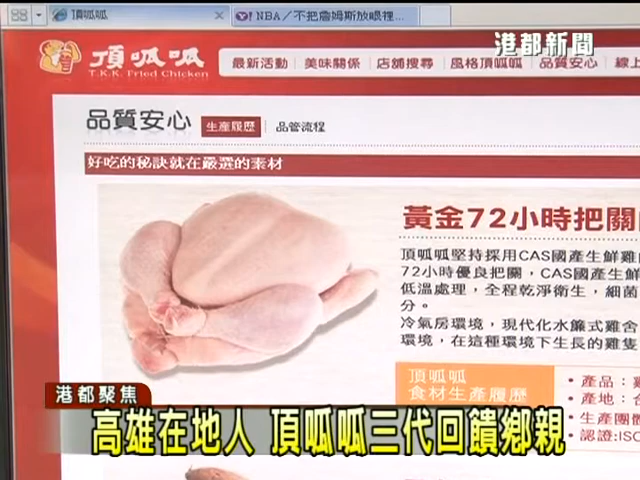 頂呱呱
NBA／不把詹姆斯放眼裡...
港都新聞
頂呱呱
T.K.K. Fried Chicken
最新活動 美味關係 店舖搜尋 風格頂呱呱 品質安心 線上
品質安心 生產履歷 品管流程
好吃的秘訣就在嚴選的素材
黃金72小時把關
頂呱呱堅持採用CAS國產生鮮雞
72小時優良把關，CAS國產生鮮
低溫處理，全程乾淨衛生，細菌
分。
冷氣房環境，現代化水簾式雞舍
環境，在這種環境下生長的雞隻
頂呱呱
食材生產履歷
• 產品：雞
• 產地：台
• 生產團體
• 認證:ISO
港都聚焦
高雄在地人 頂呱呱三代回饋鄉親